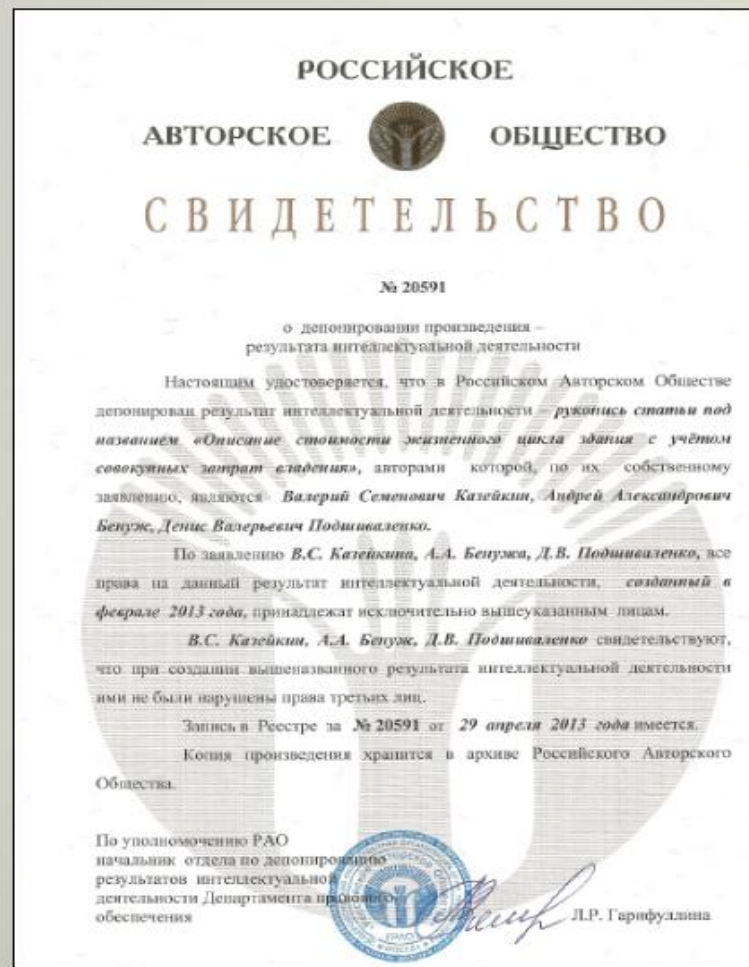 РОССИЙСКОЕ
АВТОРСКОЕ ОБЩЕСТВО
СВИДЕТЕЛЬСТВО
№ 20591
о депонировании произведения –
результата интеллектуальной деятельности
Настоящим удостоверяется, что в Российском Авторском Обществе
депонирован результат интеллектуальной деятельности – рукопись статьи под
названием «Описание стоимости жизненного цикла здания с учётом
совокупных затрат владения», авторами которой, по их собственному
заявлению, являются Валерий Семенович Казейкин, Андрей Александрович
Бенуж, Денис Валерьевич Подшиваленко.
По заявлению В.С. Казейкина, А.А. Бенужа, Д.В. Подшиваленко, все
права на данный результат интеллектуальной деятельности, созданный в
феврале 2013 года, принадлежат исключительно вышеуказанным лицам.
В.С. Казейкин, А.А. Бенуж, Д.В. Подшиваленко свидетельствуют,
что при создании вышеназванного результата интеллектуальной деятельности
ими не были нарушены права третьих лиц.
Запись в Реестре за № 20591 от 29 апреля 2013 года имеется.
Копия произведения хранится в архиве Российского Авторского
Общества.
По уполномочению РАО
начальник отдела по депонированию
результатов интеллектуальной
деятельности Департамента правового
обеспечения Л.Р. Гарифуллина